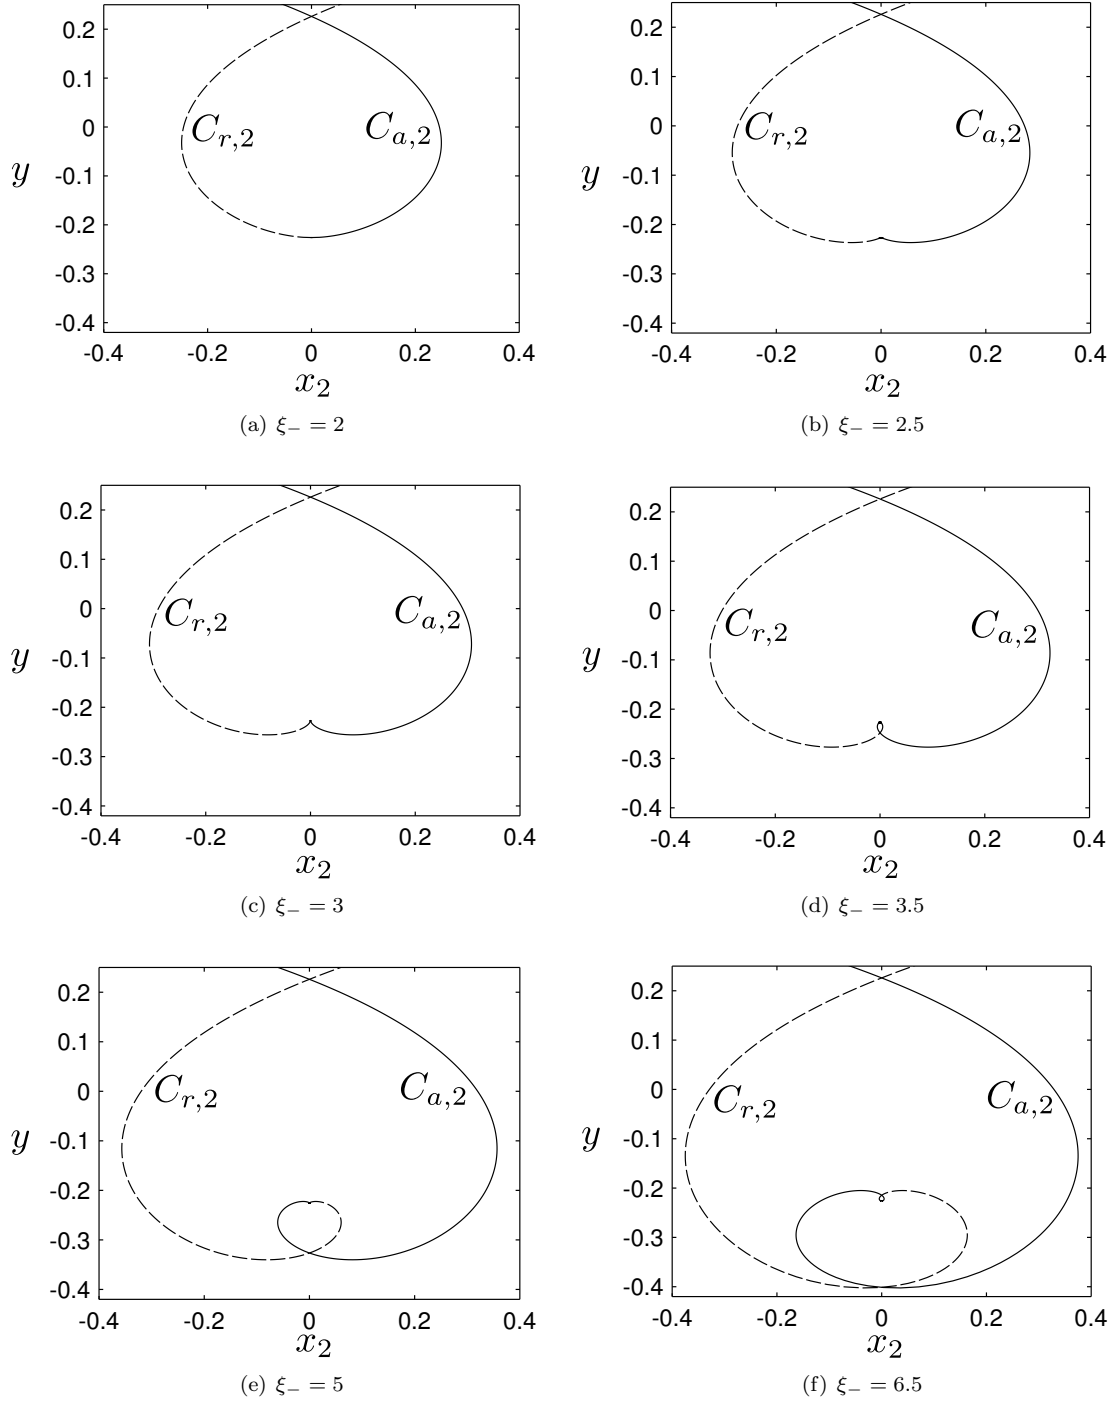 0.2
0.1
0
-0.1
-0.2
-0.3
-0.4
y
C_{r,2}
C_{a,2}
-0.4 -0.2 0 0.2 0.4
x_2
(a) ξ_− = 2
0.2
0.1
0
-0.1
-0.2
-0.3
-0.4
y
C_{r,2}
C_{a,2}
-0.4 -0.2 0 0.2 0.4
x_2
(b) ξ_− = 2.5
0.2
0.1
0
-0.1
-0.2
-0.3
-0.4
y
C_{r,2}
C_{a,2}
-0.4 -0.2 0 0.2 0.4
x_2
(c) ξ_− = 3
0.2
0.1
0
-0.1
-0.2
-0.3
-0.4
y
C_{r,2}
C_{a,2}
-0.4 -0.2 0 0.2 0.4
x_2
(d) ξ_− = 3.5
0.2
0.1
0
-0.1
-0.2
-0.3
-0.4
y
C_{r,2}
C_{a,2}
-0.4 -0.2 0 0.2 0.4
x_2
(e) ξ_− = 5
0.2
0.1
0
-0.1
-0.2
-0.3
-0.4
y
C_{r,2}
C_{a,2}
-0.4 -0.2 0 0.2 0.4
x_2
(f) ξ_− = 6.5